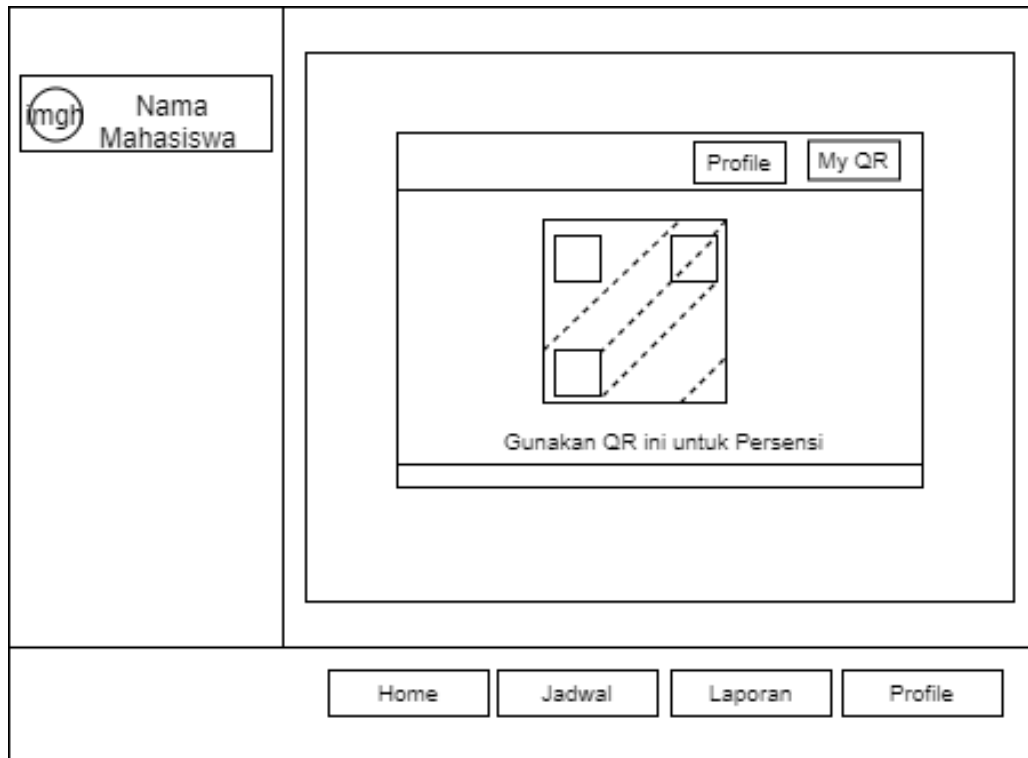 imgh
Nama
Mahasiswa
Profile
My QR
Gunakan QR ini untuk Persensi
Home
Jadwal
Laporan
Profile